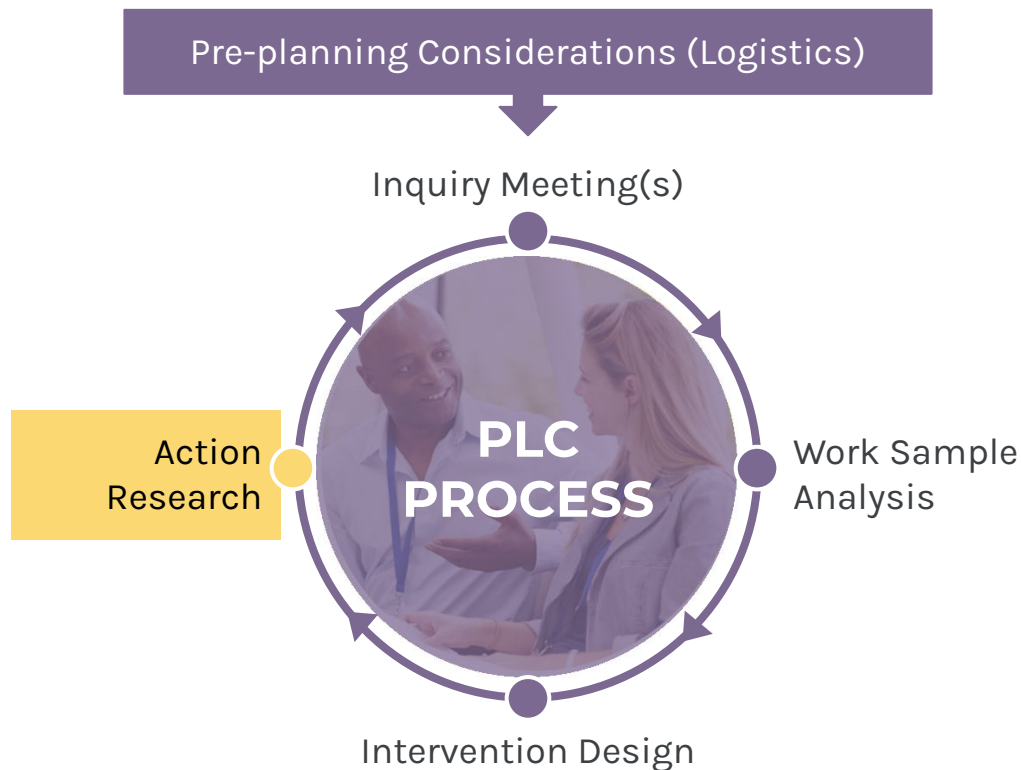 Pre-planning Considerations (Logistics)
Inquiry Meeting(s)
Action
Research
PLC
PROCESS
Work Sample
Analysis
Intervention Design